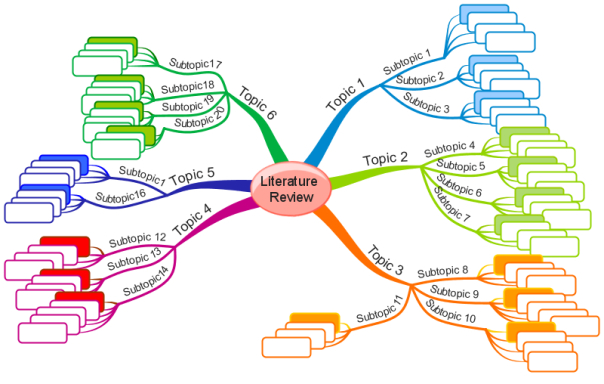 Literature
Review
Topic 1
Subtopic 1
Subtopic 2
Subtopic 3
Topic 2
Subtopic 4
Subtopic 5
Subtopic 6
Subtopic 7
Topic 3
Subtopic 8
Subtopic 9
Subtopic 10
Subtopic11
Topic 4
Subtopic 12
Subtopic 13
Subtopic14
Topic 5
Subtopic1
Subtopic16
Topic 6
Subtopic17
Subtopic18
Subtopic 19
Subtopic 20